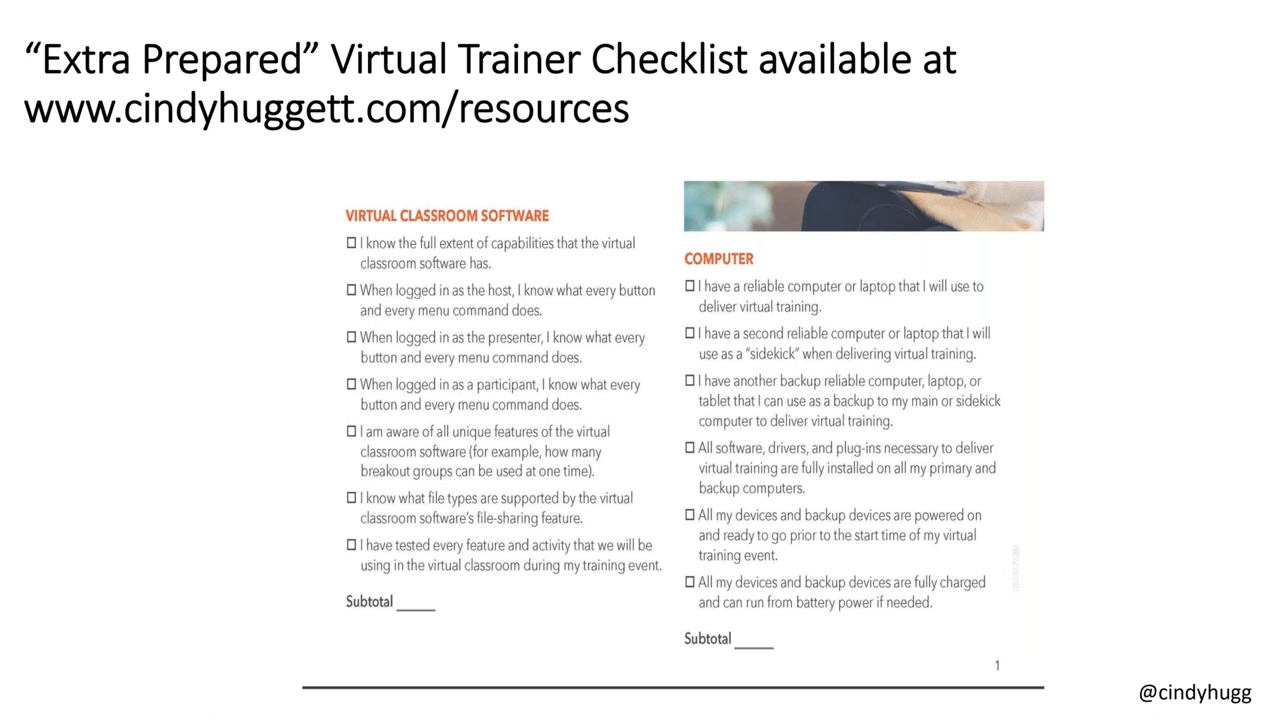 “Extra Prepared” Virtual Trainer Checklist available at
www.cindyhuggett.com/resources
VIRTUAL CLASSROOM SOFTWARE
I know the full extent of capabilities that the virtual
classroom software has.
When logged in as the host, I know what every button
and every menu command does.
When logged in as the presenter, I know what every
button and every menu command does.
When logged in as a participant, I know what every
button and every menu command does.
I am aware of all unique features of the virtual
classroom software (for example, how many
breakout groups can be used at one time).
I know what file types are supported by the virtual
classroom software’s file-sharing feature.
I have tested every feature and activity that we will be
using in the virtual classroom during my training event.
Subtotal _____
COMPUTER
I have a reliable computer or laptop that I will use to
deliver virtual training.
I have a second reliable computer or laptop that I will
use as a “sidekick” when delivering virtual training.
I have another backup reliable computer, laptop, or
tablet that I can use as a backup to my main or sidekick
computer to deliver virtual training.
All software, drivers, and plug-ins necessary to deliver
virtual training are fully installed on all my primary and
backup computers.
All my devices and backup devices are powered on
and ready to go prior to the start time of my virtual
training event.
All my devices and backup devices are fully charged
and can run from battery power if needed.
Subtotal _____
1
@cindyhugg